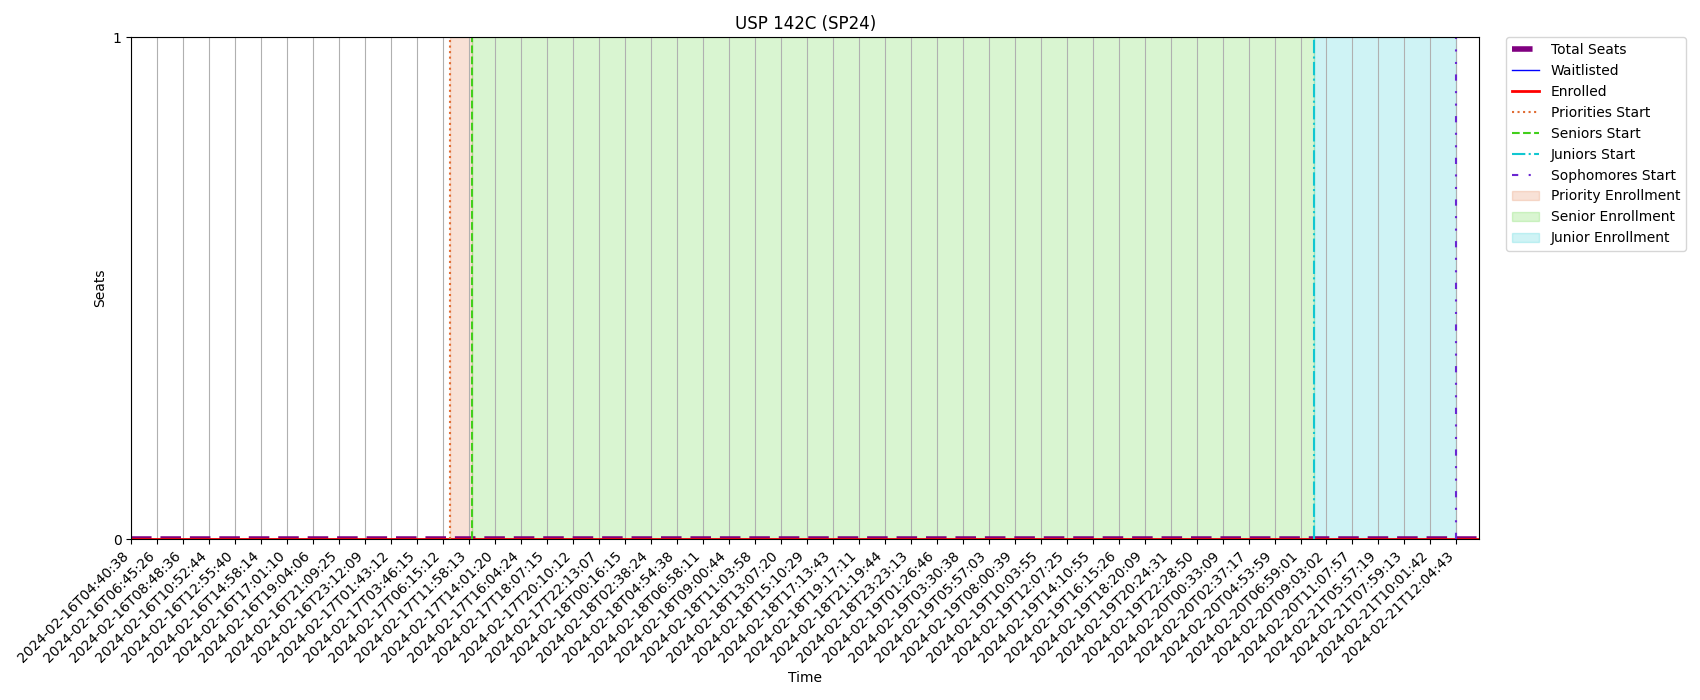 USP 142C (SP24)
1
0
Seats
Total Seats
Waitlisted
Enrolled
Priorities Start
Seniors Start
Juniors Start
Sophomores Start
Priority Enrollment
Senior Enrollment
Junior Enrollment
2024-02-16T04:40:38
2024-02-16T06:45:26
2024-02-16T08:48:36
2024-02-16T10:52:44
2024-02-16T12:55:40
2024-02-16T14:58:14
2024-02-16T17:01:10
2024-02-16T19:04:06
2024-02-16T21:09:25
2024-02-16T23:12:09
2024-02-17T01:43:12
2024-02-17T03:46:15
2024-02-17T06:15:12
2024-02-17T11:58:13
2024-02-17T14:01:20
2024-02-17T16:04:24
2024-02-17T18:07:15
2024-02-17T20:10:12
2024-02-17T22:13:07
2024-02-18T00:16:15
2024-02-18T02:38:24
2024-02-18T04:54:38
2024-02-18T06:58:11
2024-02-18T09:00:44
2024-02-18T11:03:58
2024-02-18T13:07:20
2024-02-18T15:10:29
2024-02-18T17:13:43
2024-02-18T19:17:11
2024-02-18T21:19:44
2024-02-18T23:23:13
2024-02-19T01:26:46
2024-02-19T03:30:38
2024-02-19T05:57:03
2024-02-19T08:00:39
2024-02-19T10:03:55
2024-02-19T12:07:25
2024-02-19T14:10:55
2024-02-19T16:15:26
2024-02-19T18:20:09
2024-02-19T20:24:31
2024-02-19T22:28:50
2024-02-20T00:33:09
2024-02-20T02:37:17
2024-02-20T04:53:59
2024-02-20T06:59:01
2024-02-20T09:03:02
2024-02-20T11:07:57
2024-02-21T05:57:19
2024-02-21T07:59:13
2024-02-21T10:01:42
2024-02-21T12:04:43
Time